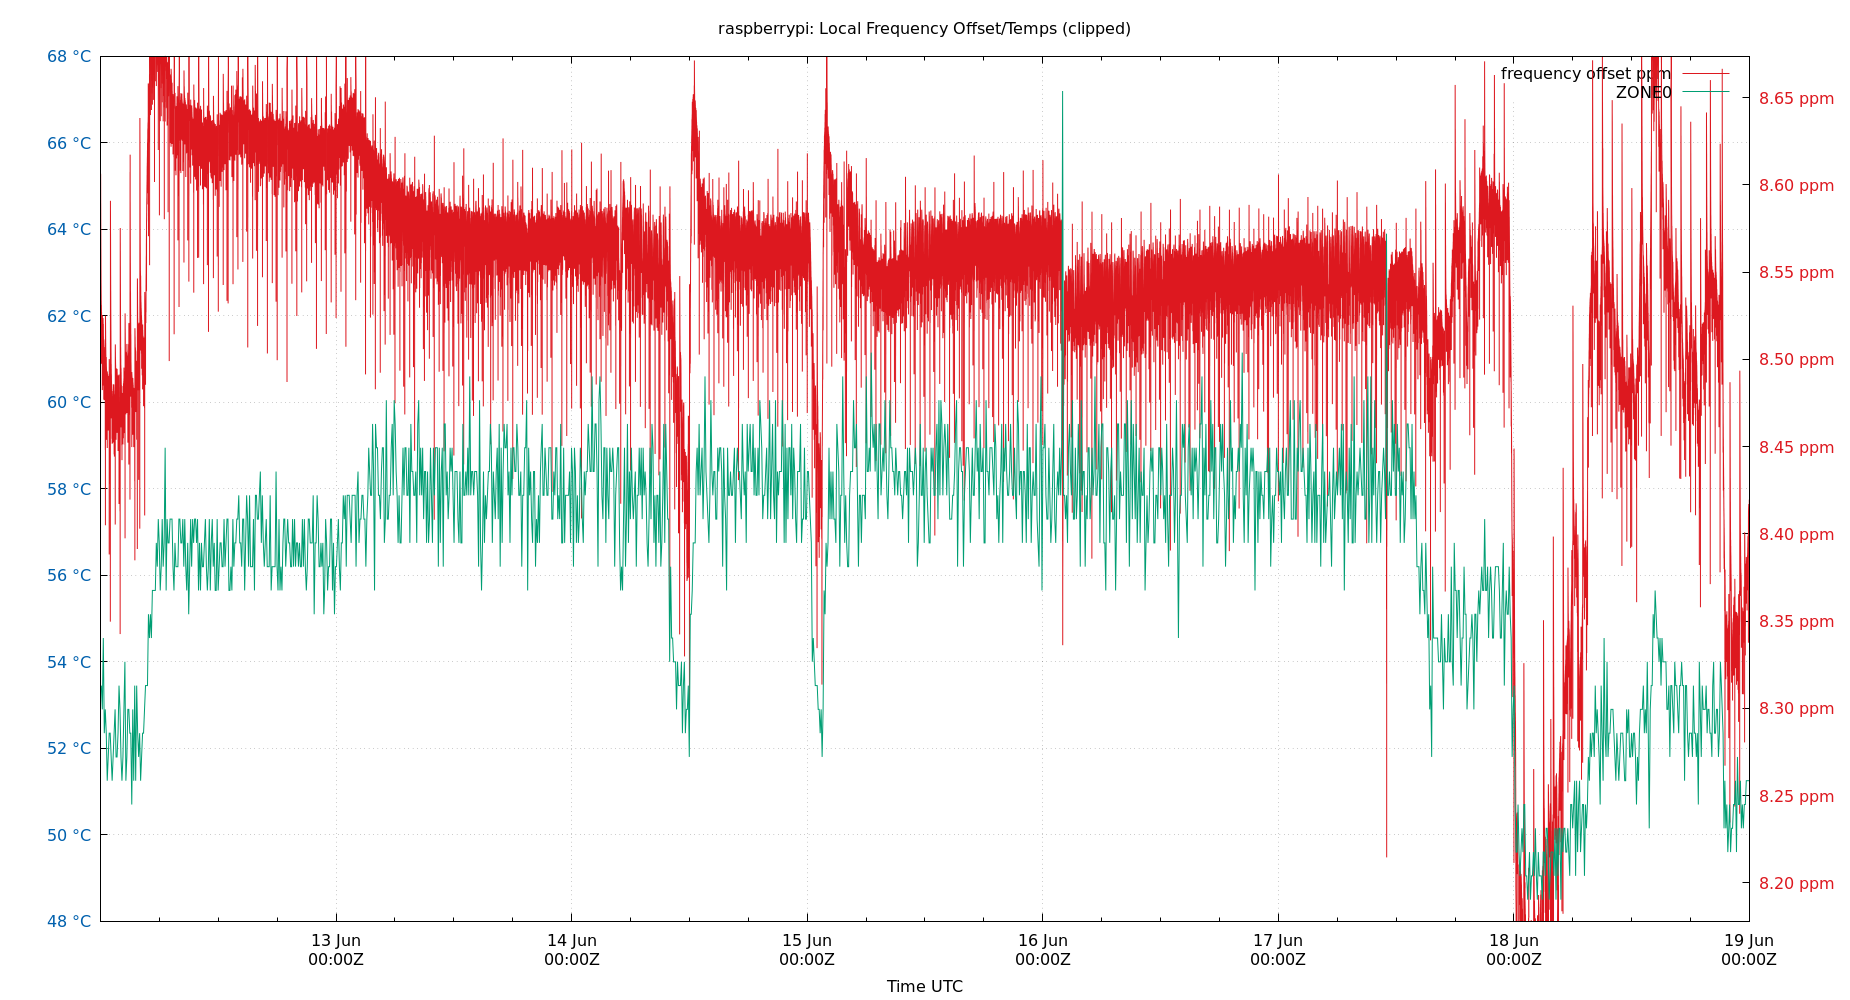 raspberrypi: Local Frequency Offset/Temps (clipped)
68 °C
66 °C
64 °C
62 °C
60 °C
58 °C
56 °C
54 °C
52 °C
50 °C
48 °C
frequency offset ppm
ZONE0
8.65 ppm
8.60 ppm
8.55 ppm
8.50 ppm
8.45 ppm
8.40 ppm
8.35 ppm
8.30 ppm
8.25 ppm
8.20 ppm
13 Jun 14 Jun 15 Jun 16 Jun 17 Jun 18 Jun 19 Jun
00:00Z 00:00Z 00:00Z 00:00Z 00:00Z 00:00Z 00:00Z
Time UTC